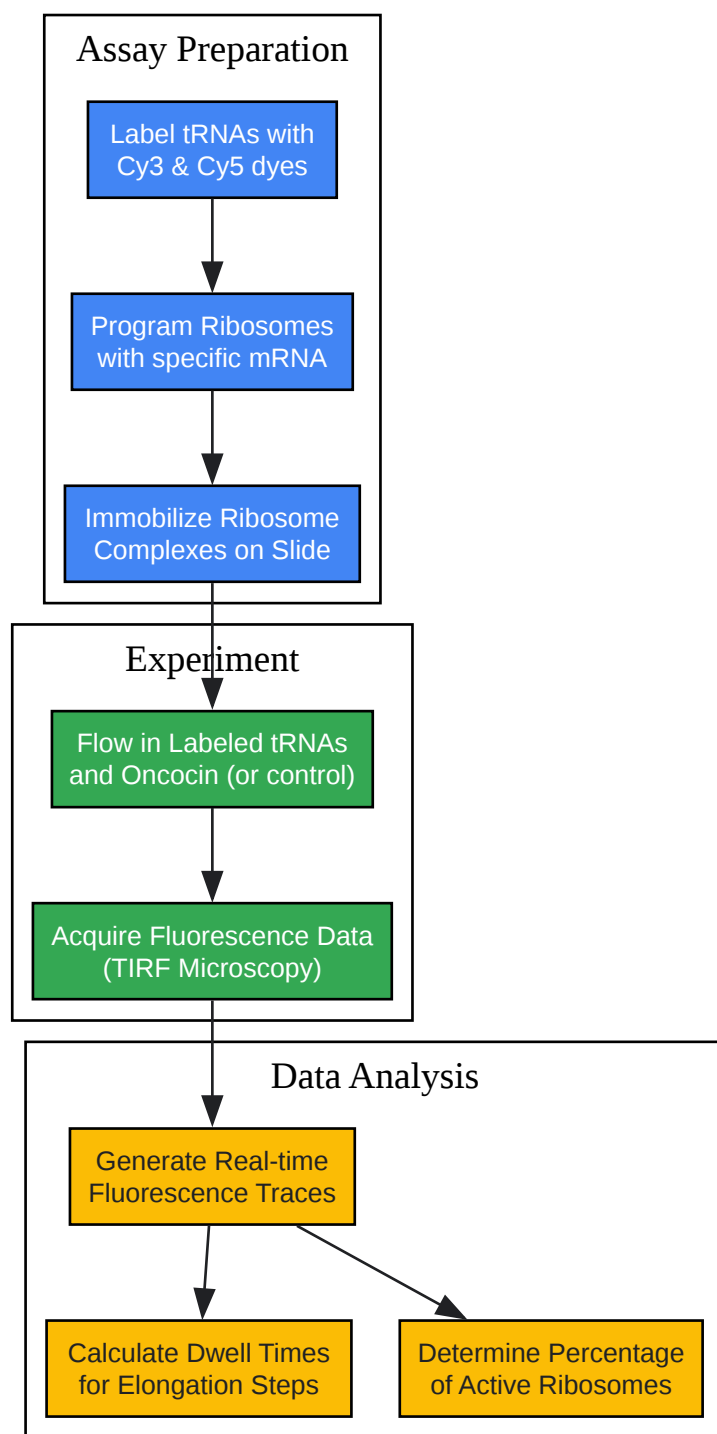 Assay Preparation
Label tRNAs with
Cy3 & Cy5 dyes
Program Ribosomes
with specific mRNA
Immobilize Ribosome
Complexes on Slide
Experiment
Flow in Labeled tRNAs
and Oncocin (or control)
Acquire Fluorescence Data
(TIRF Microscopy)
Data Analysis
Generate Real-time
Fluorescence Traces
Calculate Dwell Times
for Elongation Steps
Determine Percentage
of Active Ribosomes